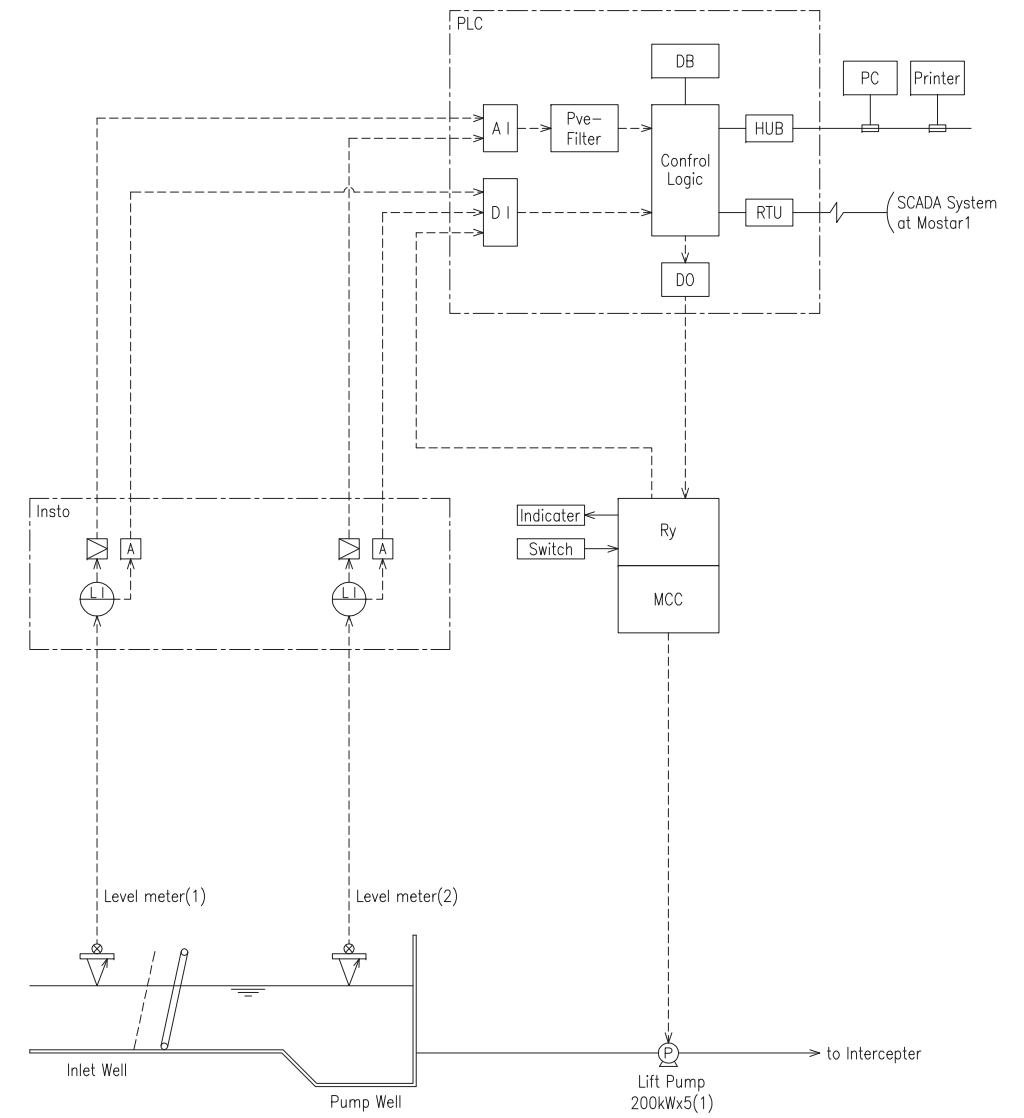 PLC
DB
PC
Printer
A I
Pve-
Filter
Confrol
Logic
HUB
D I
RTU
SCADA System
at Mostar1
DO
Insto
A
A
L I
L I
Indicater
Switch
Ry
MCC
Level meter(1)
Level meter(2)
Inlet Well
Pump Well
P
to Intercepter
Lift Pump
200kWx5(1)